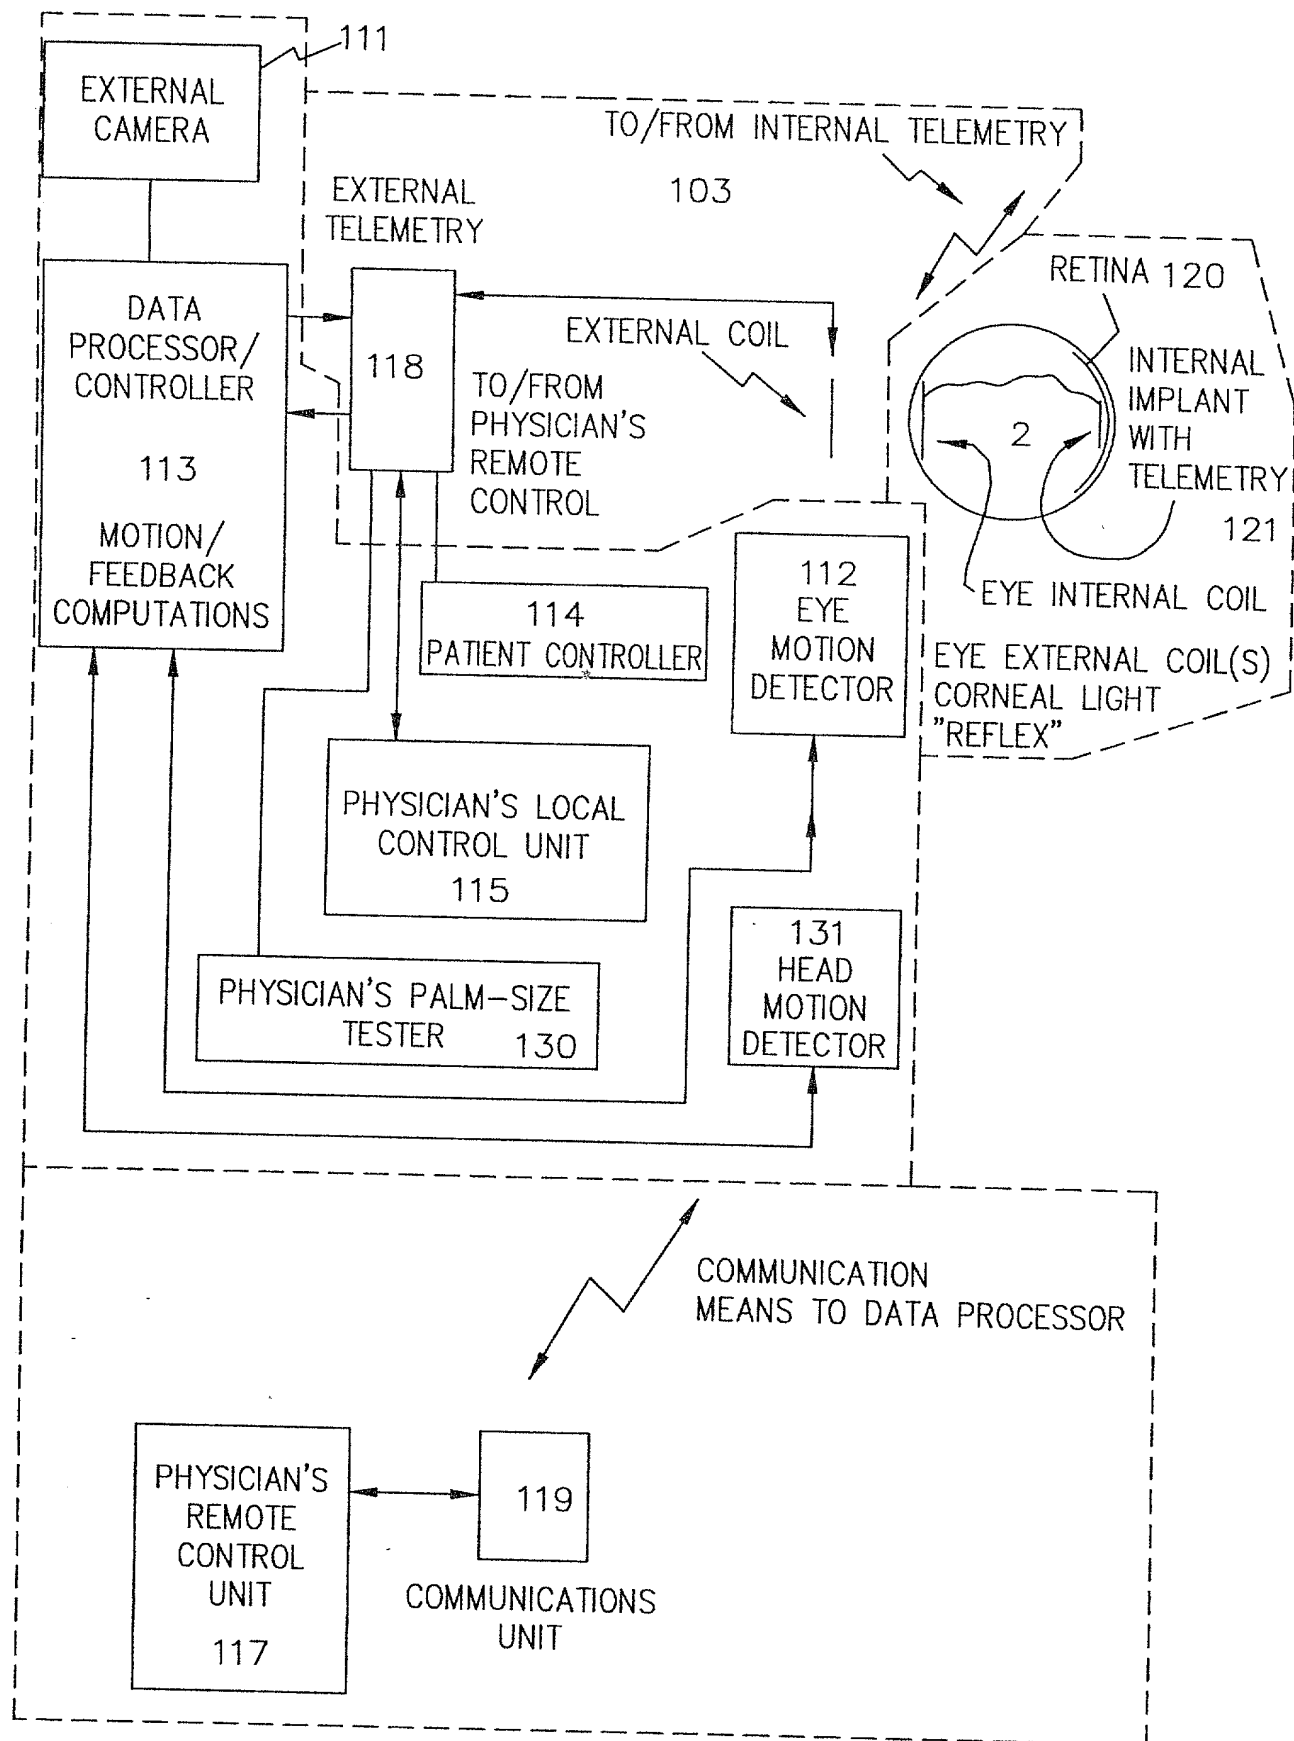 111
EXTERNAL
CAMERA
TO/FROM INTERNAL TELEMETRY
103
EXTERNAL
TELEMETRY
RETINA 120
DATA
PROCESSOR/
CONTROLLER
113
MOTION/
FEEDBACK
COMPUTATIONS
118
EXTERNAL COIL
TO/FROM
PHYSICIAN'S
REMOTE
CONTROL
2
INTERNAL
IMPLANT
WITH
TELEMETRY
121
EYE INTERNAL COIL
112
EYE
MOTION
DETECTOR
114
PATIENT CONTROLLER
EYE EXTERNAL COIL(S)
CORNEAL LIGHT
"REFLEX"
PHYSICIAN'S LOCAL
CONTROL UNIT
115
131
HEAD
MOTION
DETECTOR
PHYSICIAN'S PALM-SIZE
TESTER 130
COMMUNICATION
MEANS TO DATA PROCESSOR
PHYSICIAN'S
REMOTE
CONTROL
UNIT
117
119
COMMUNICATIONS
UNIT